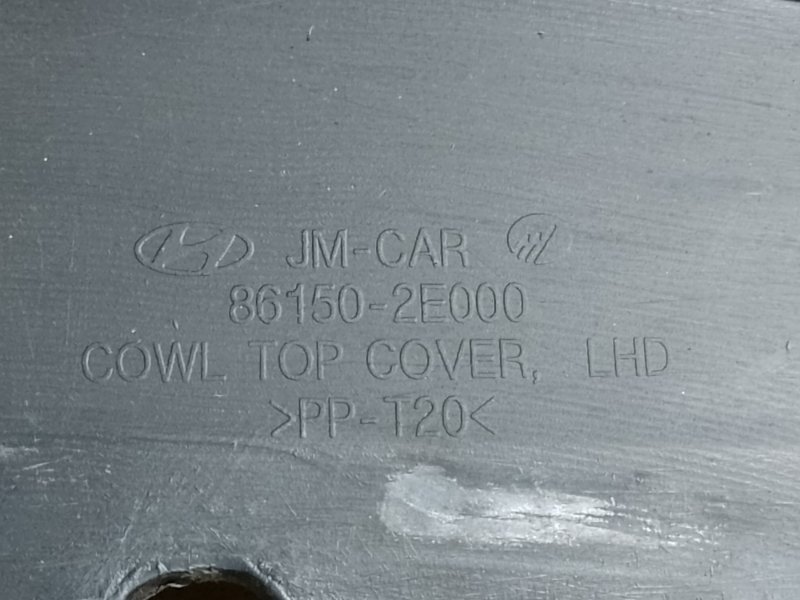 JM-CAR
86150-2E000
COWL TOP COVER, LHD
>PP-T20<